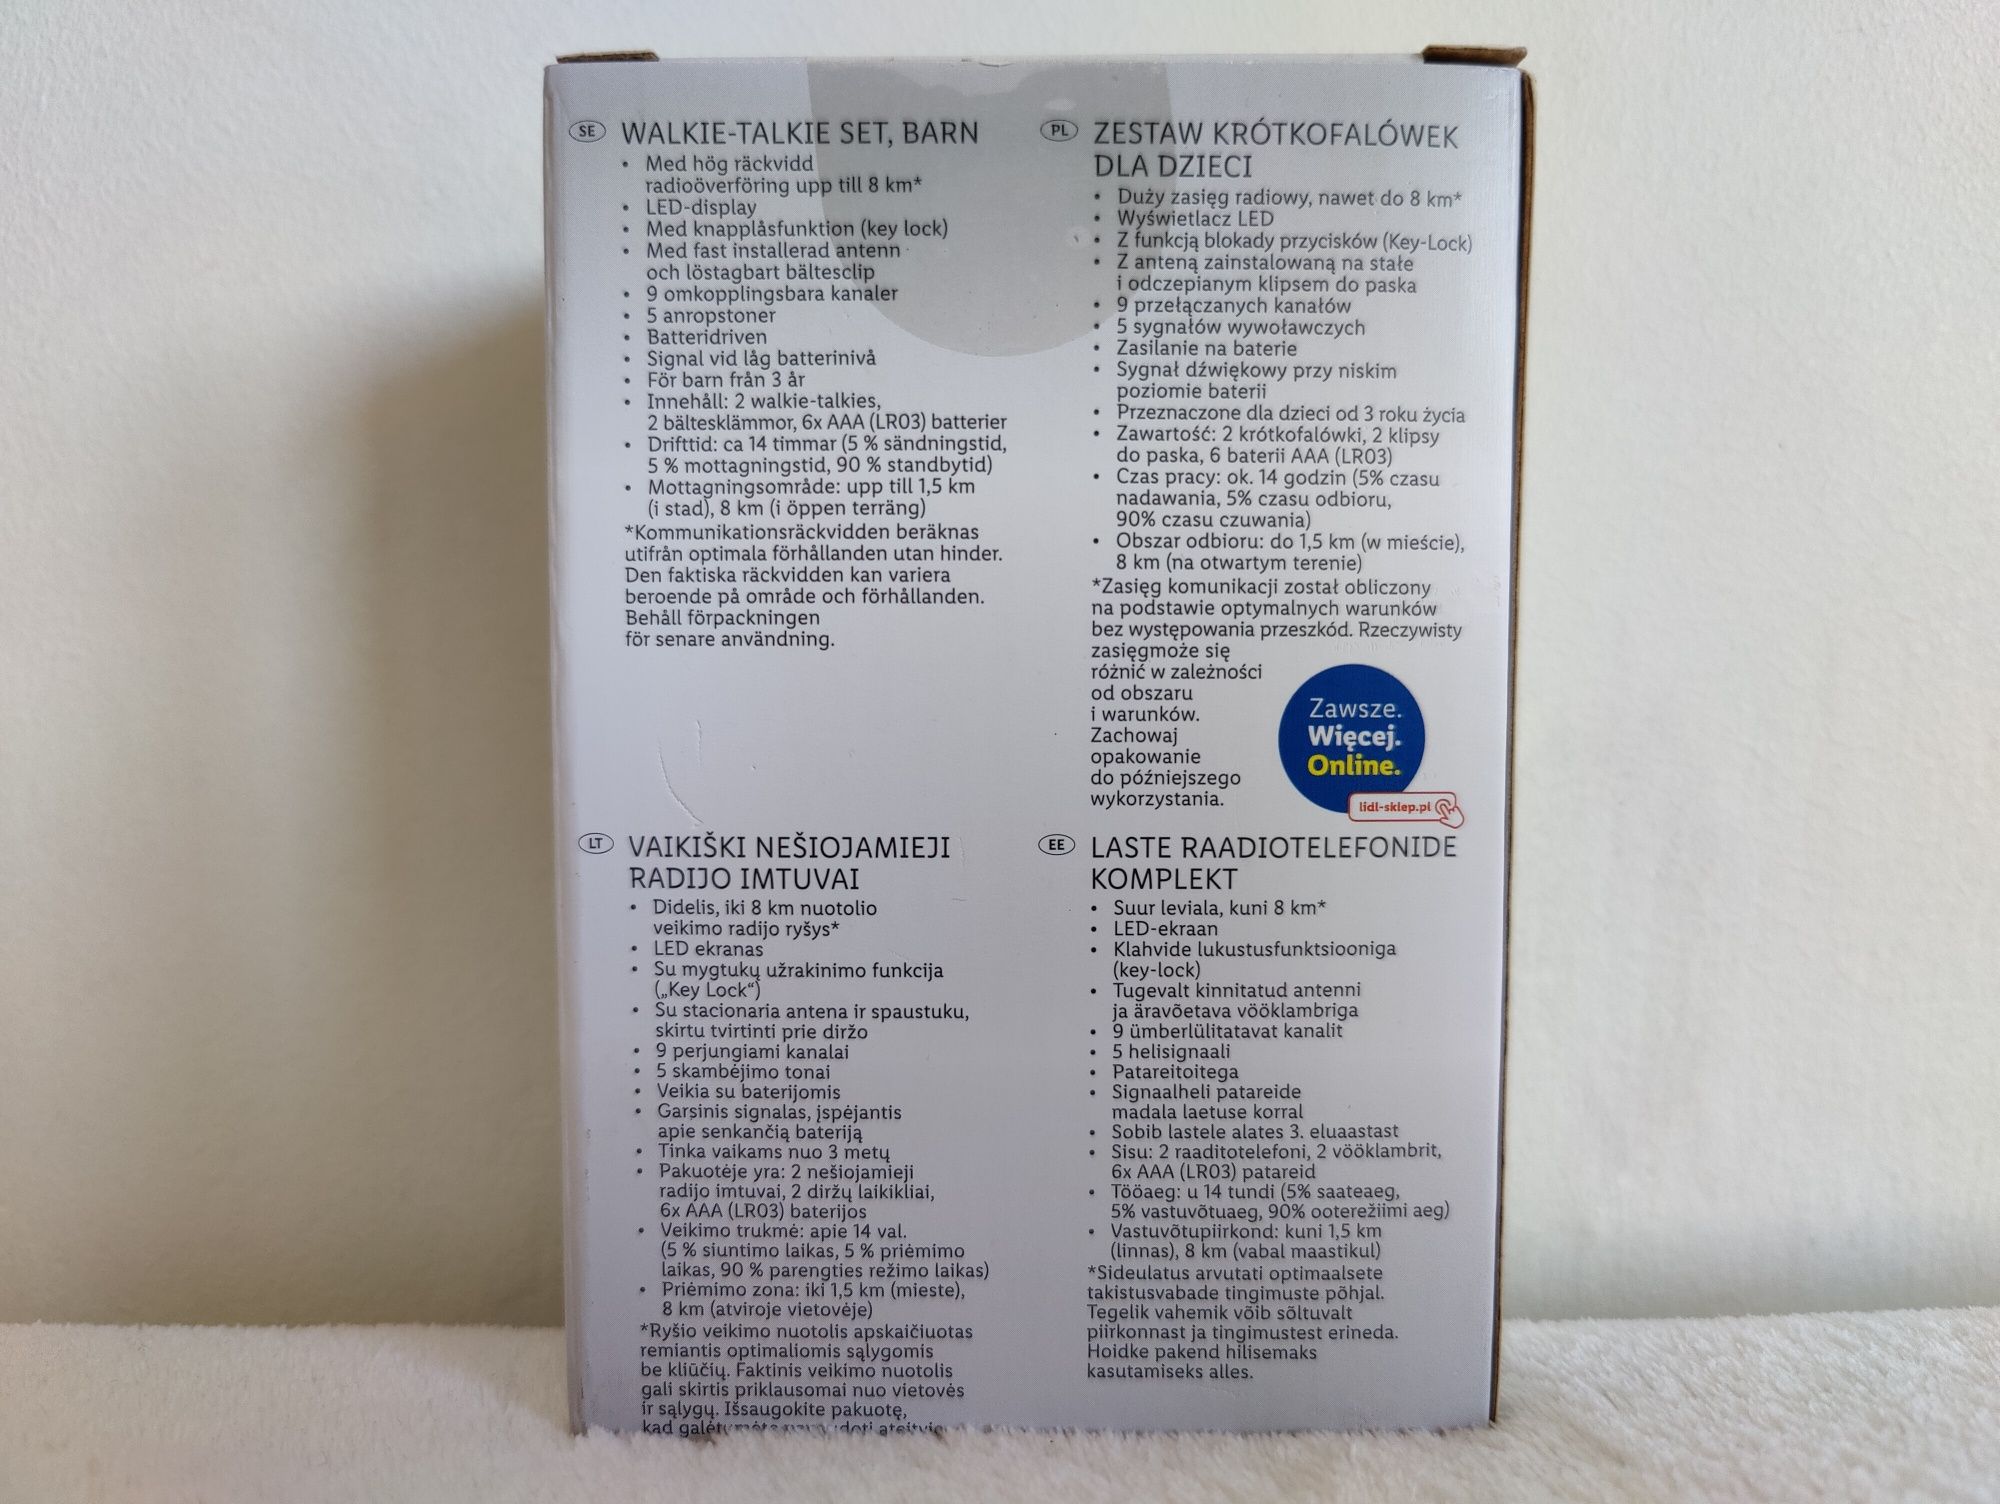 SE
WALKIE-TALKIE SET, BARN
• Med hög räckvidd
radioöverföring upp till 8 km*
• LED-display
• Med knapplåsfunktion (key lock)
• Med fast installerad antenn
och löstagbart bältesclip
• 9 omkopplingsbara kanaler
• 5 anropstoner
• Batteridriven
• Signal vid låg batterinivå
• För barn från 3 år
• Innehåll: 2 walkie-talkies,
2 bältesklämmor, 6x AAA (LR03) batterier
• Drifttid: ca 14 timmar (5 % sändningstid,
5 % mottagningstid, 90 % standbytid)
• Mottagningsområde: upp till 1,5 km
(i stad), 8 km (i öppen terräng)
*Kommunikationsräckvidden beräknas
utifrån optimala förhållanden utan hinder.
Den faktiska räckvidden kan variera
beroende på område och förhållanden.
Behåll förpackningen
för senare användning.
PL
ZESTAW KRÓTKOFALÓWEK
DLA DZIECI
• Duży zasięg radiowy, nawet do 8 km*
• Wyświetlacz LED
• Z funkcją blokady przycisków (Key-Lock)
• Z anteną zainstalowaną na stałe
i odczepianym klipsem do paska
• 9 przełączanych kanałów
• 5 sygnałów wywoławczych
• Zasilanie na baterie
• Sygnał dźwiękowy przy niskim
poziomie baterii
• Przeznaczone dla dzieci od 3 roku życia
• Zawartość: 2 krótkofalówki, 2 klipsy
do paska, 6 baterii AAA (LR03)
• Czas pracy: ok. 14 godzin (5% czasu
nadawania, 5% czasu odbioru,
90% czasu czuwania)
• Obszar odbioru: do 1,5 km (w mieście),
8 km (na otwartym terenie)
*Zasięg komunikacji został obliczony
na podstawie optymalnych warunków
bez występowania przeszkód. Rzeczywisty
zasięgmoże się
różnić w zależności
od obszaru
i warunków.
Zachowaj
opakowanie
do późniejszego
wykorzystania.
Zawsze.
Więcej.
Online.
lidl-sklep.pl
LT
VAIKIŠKI NEŠIOJAMIEJI
RADIJO IMTUVAI
• Didelis, iki 8 km nuotolio
veikimo radijo ryšys*
• LED ekranas
• Su mygtukų užrakinimo funkcija
(„Key Lock“)
• Su stacionaria antena ir spaustuku,
skirtu tvirtinti prie diržo
• 9 perjungiami kanalai
• 5 skambėjimo tonai
• Veikia su baterijomis
• Garsinis signalas, įspėjantis
apie senkančią bateriją
• Tinka vaikams nuo 3 metų
• Pakuotėje yra: 2 nešiojamieji
radijo imtuvai, 2 diržų laikikliai,
6x AAA (LR03) baterijos
• Veikimo trukmė: apie 14 val.
(5 % siuntimo laikas, 5 % priėmimo
laikas, 90 % parengties režimo laikas)
• Priėmimo zona: iki 1,5 km (mieste),
8 km (atviroje vietovėje)
*Ryšio veikimo nuotolis apskaičiuotas
remiantis optimaliomis sąlygomis
be kliūčių. Faktinis veikimo nuotolis
gali skirtis priklausomai nuo vietovės
ir sąlygų. Išsaugokite pakuotę,
kad
EE
LASTE RAADIOTELEFONIDE
KOMPLEKT
• Suur leviala, kuni 8 km*
• LED-ekraan
• Klahvide lukustusfunktsiooniga
(key-lock)
• Tugevalt kinnitatud antenni
ja äravõetava vööklambriga
• 9 ümberlülitatavat kanalit
• 5 helisignaali
• Patareitoitega
• Signaalheli patareide
madala laetuse korral
• Sobib lastele alates 3. eluaastast
• Sisu: 2 raaditotelefoni, 2 vööklambrit,
6x AAA (LR03) patareid
• Tööaeg: u 14 tundi (5% saateaeg,
5% vastuvõtuaeg, 90% ooterežiimi aeg)
• Vastuvõtupiirkond: kuni 1,5 km
(linnas), 8 km (vabal maastikul)
*Sideulatus arvutati optimaalsete
takistusvabade tingimuste põhjal.
Tegelik vahemik võib sõltuvalt
piirkonnast ja tingimustest erineda.
Hoidke pakend hilisemaks
kasutamiseks alles.